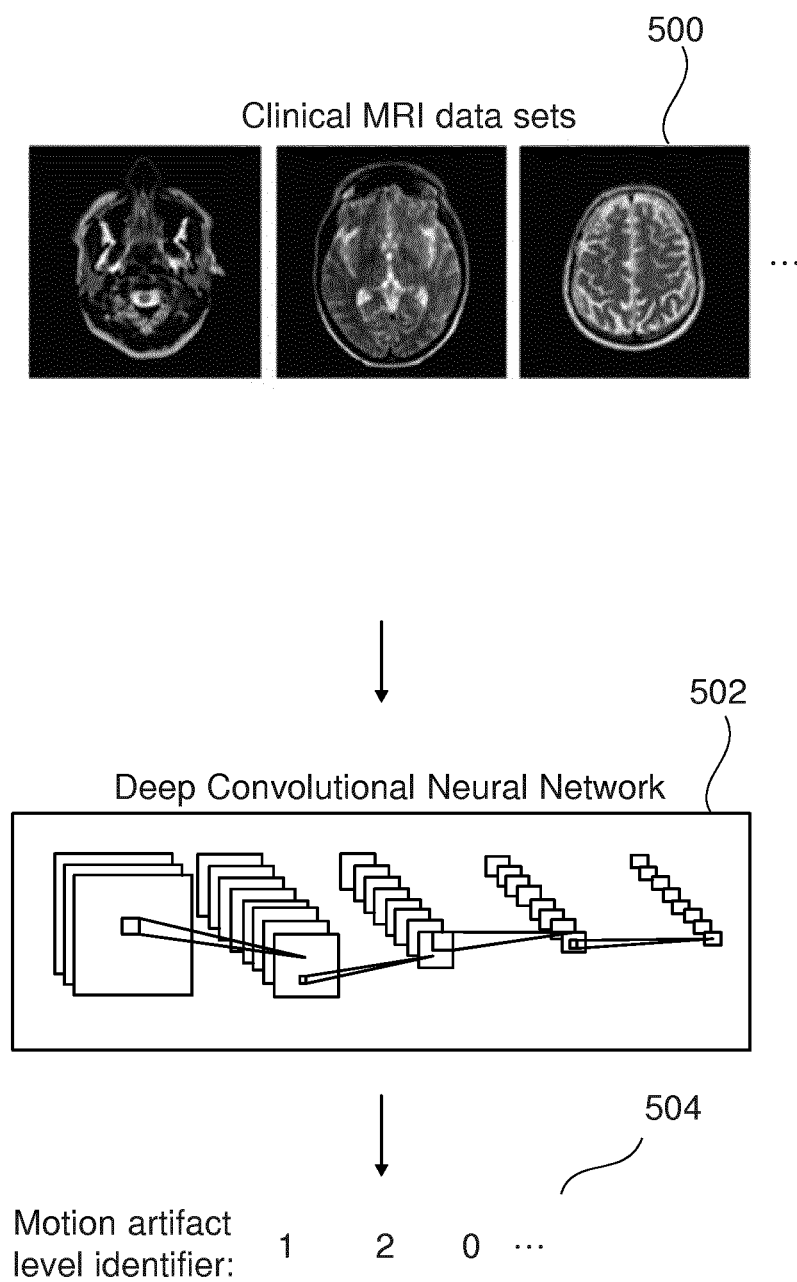 500
Clinical MRI data sets
...
502
Deep Convolutional Neural Network
504
Motion artifact
level identifier: 1 2 0 ...